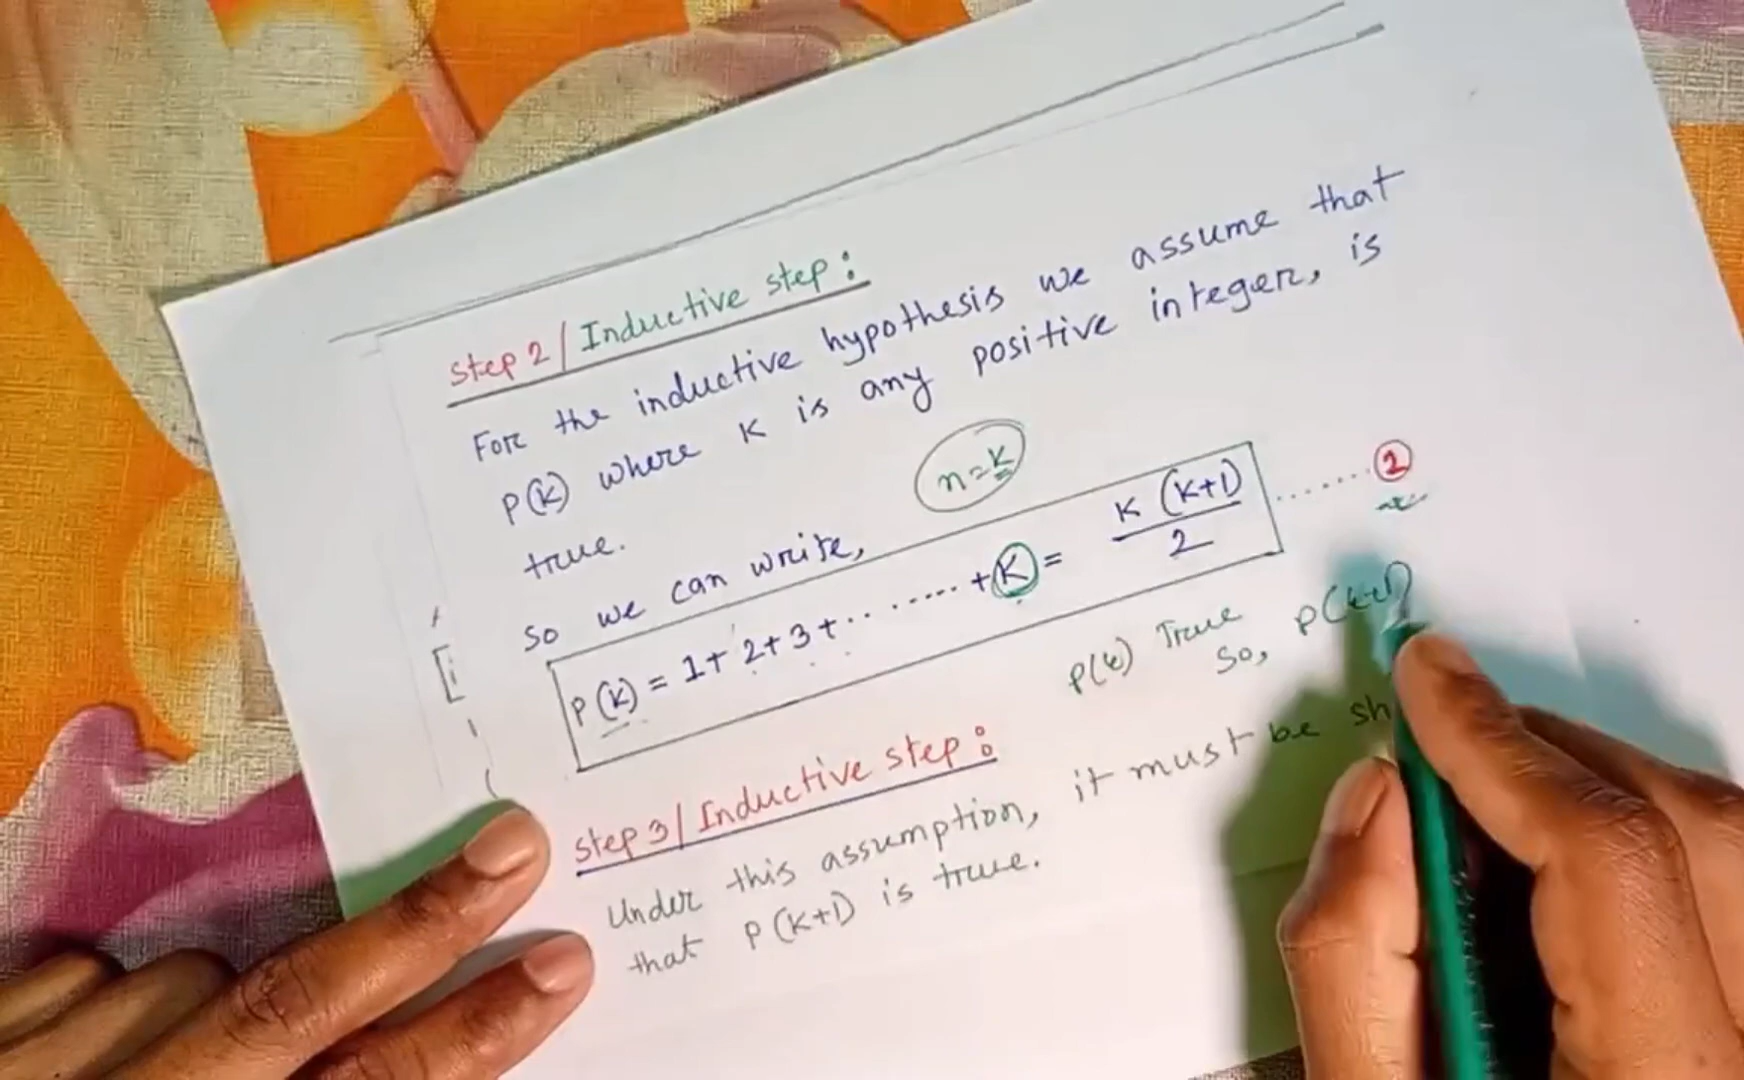 Step 2 / Inductive step :
For the inductive hypothesis we assume that
P(k) where k is any positive integer, is
true.
n=k
So we can write,
P(k) = 1+2+3+.........+k = k(k+1)/2 ........ 2
P(k) True
So, P(k+1)
Step 3 / Inductive step :
Under this assumption, it must be sh
that P(k+1) is true.